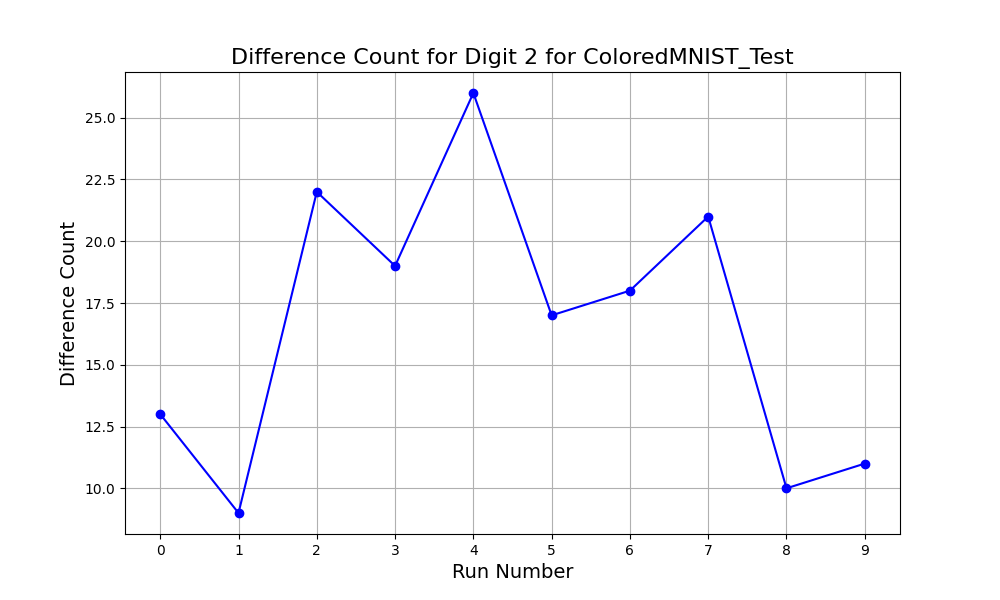 Difference Count for Digit 2 for ColoredMNIST_Test
Difference Count
25.0
22.5
20.0
17.5
15.0
12.5
10.0
0 1 2 3 4 5 6 7 8 9
Run Number